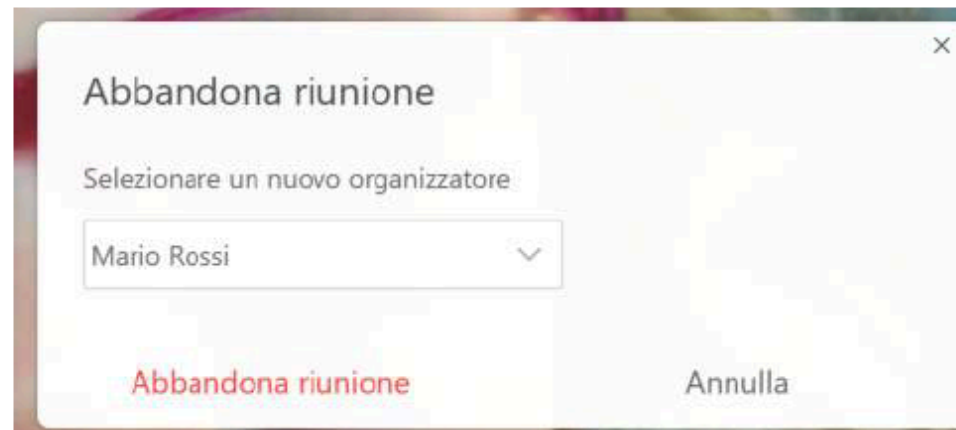 Abbandona riunione
Selezionare un nuovo organizzatore
Mario Rossi
Abbandona riunione
Annulla